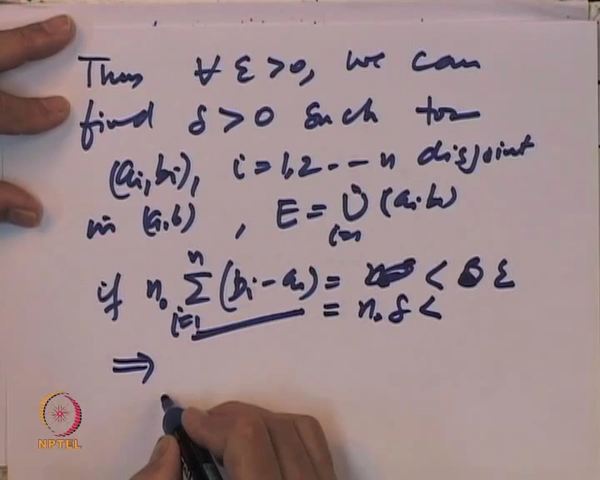 Thus ∀ ε > 0, we can
find δ > 0 such that
(ai, bi), i = 1, 2 - - - n disjoint
in (a, b), E = ∪ (ai, bi)
if n₀ Σ (bi - ai) = < ε
i=1 n
= n₀ δ <
⇒
NPTEL